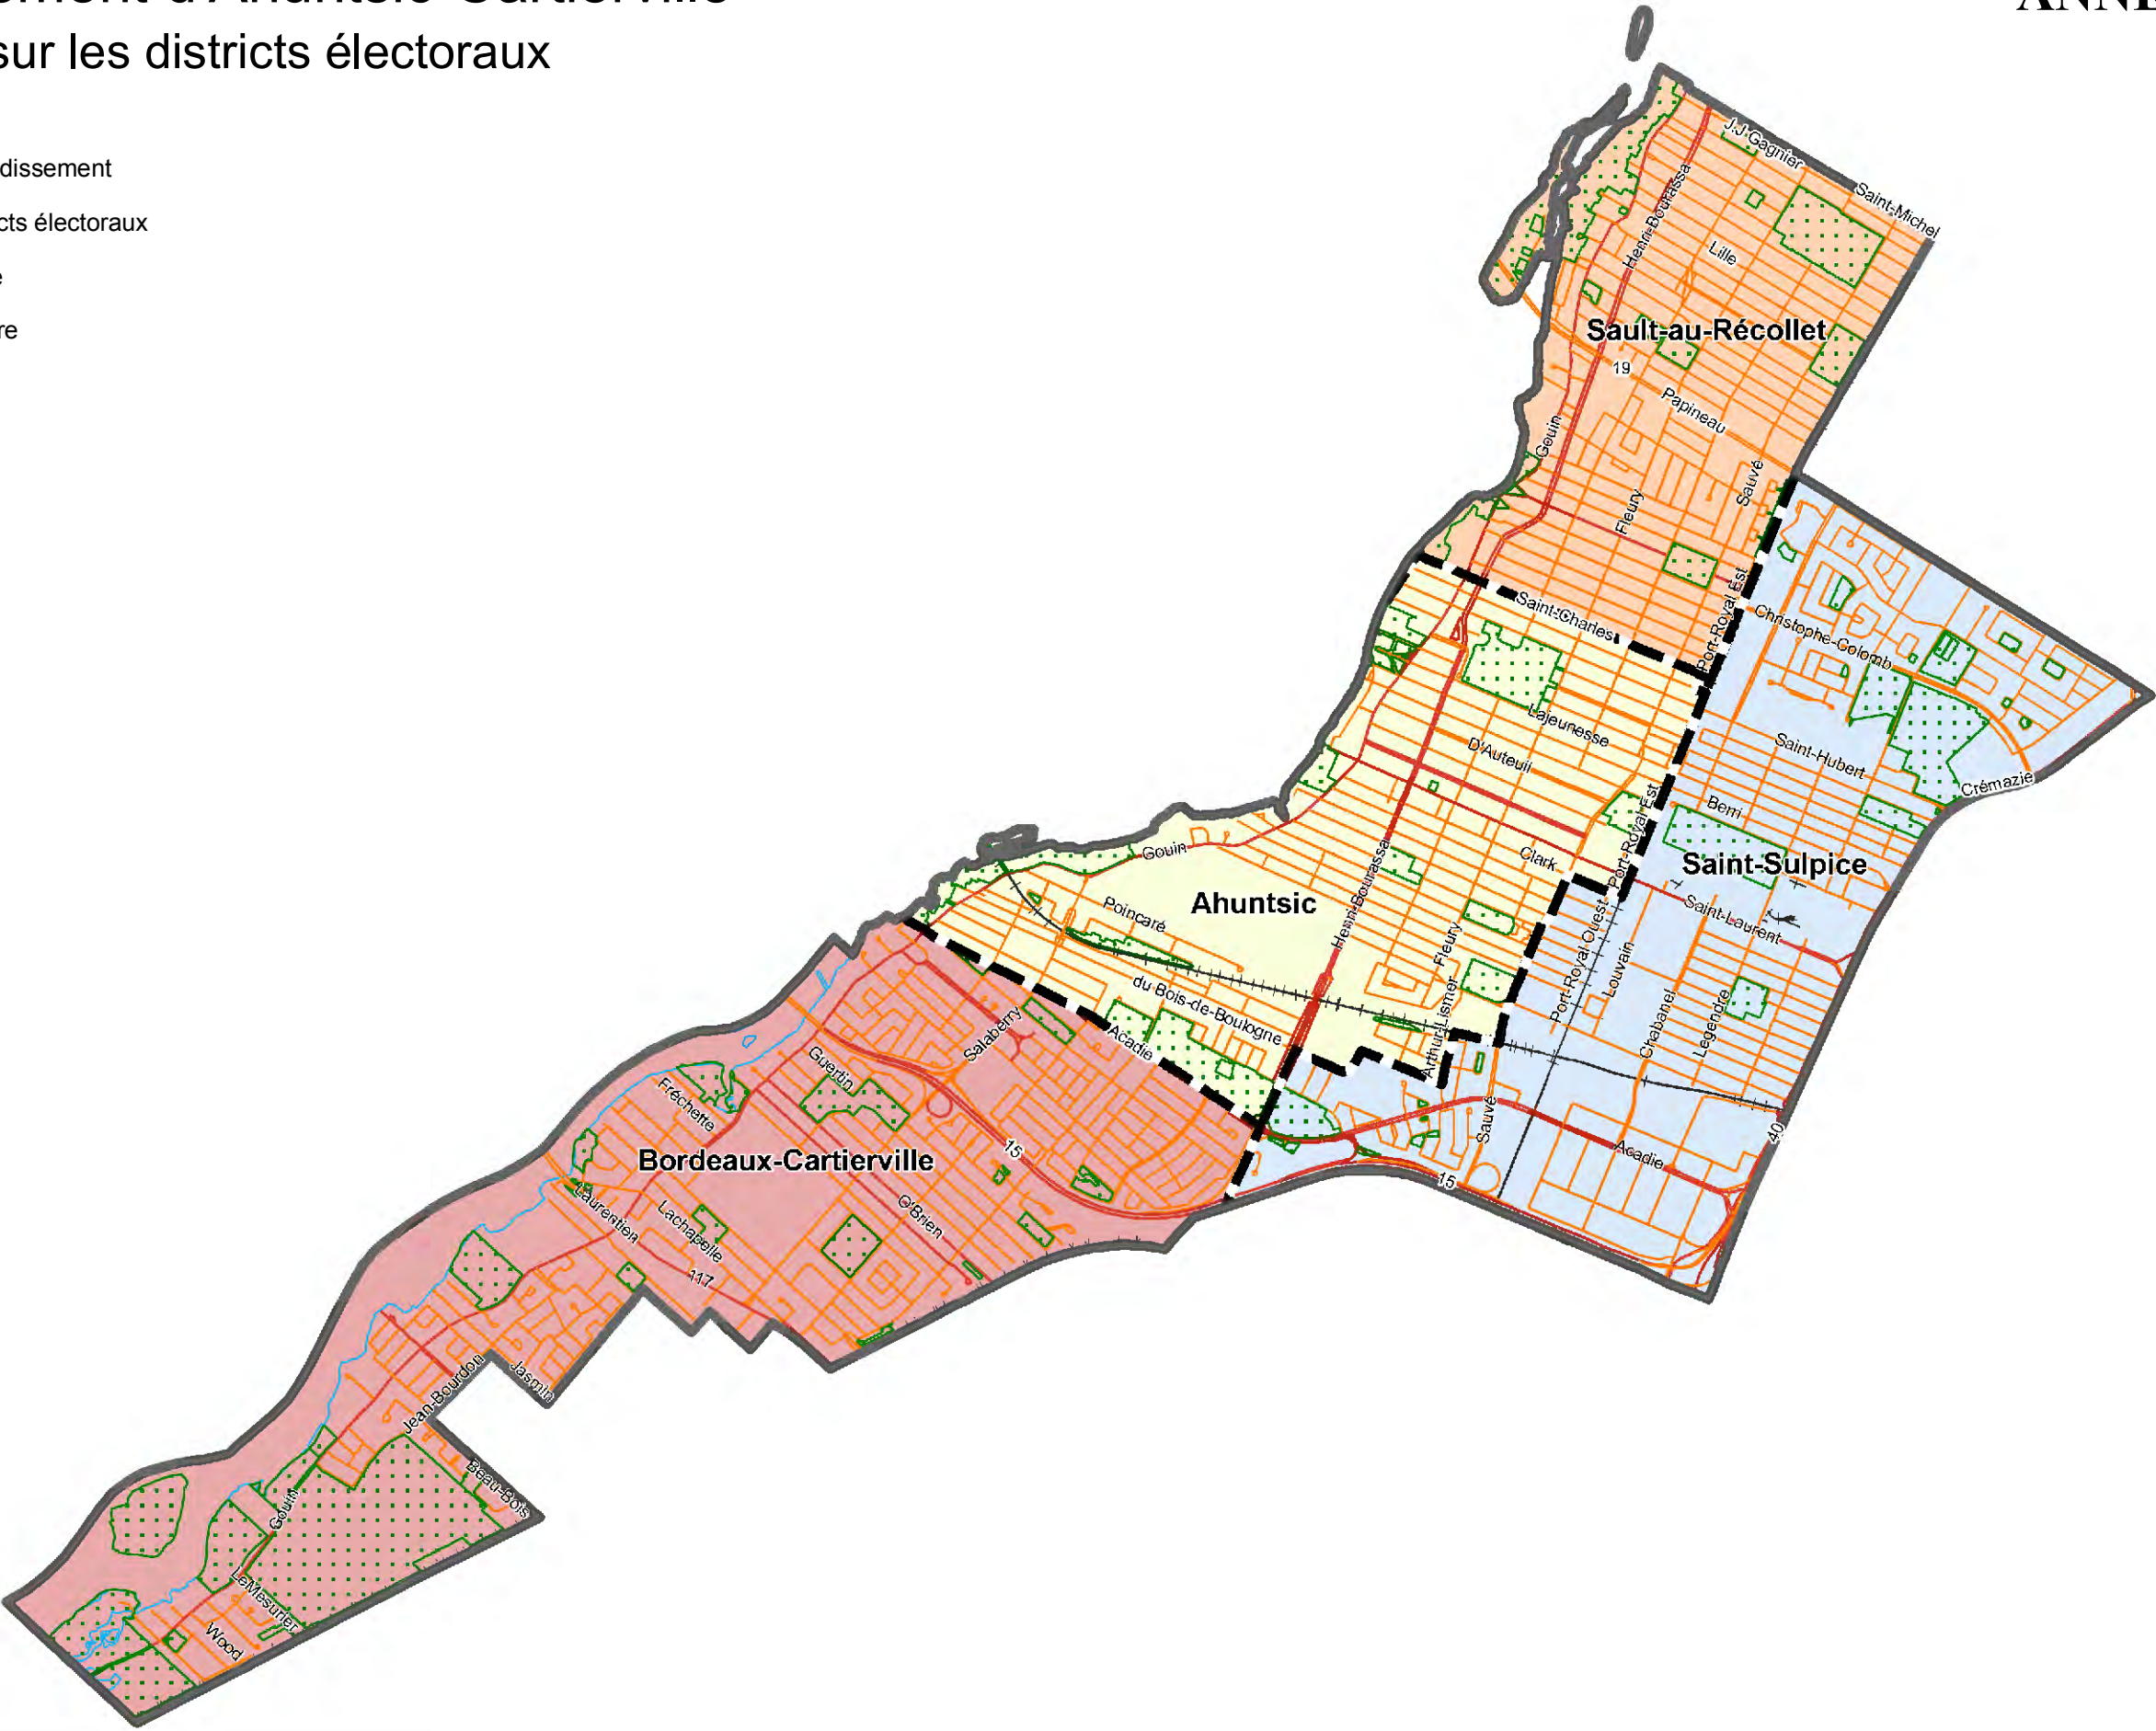 sur les districts électoraux
dissement
cts électoraux
e
re
J.J-Gagnier
Saint-Michel
Henri-Bourassa
Lille
Sault-au-Récollet
19
Papineau
Gouin
Sauvé
Fleury
Saint-Charles
Port-Royal Est
Christophe-Colomb
Lajeunesse
D'Auteuil
Saint-Hubert
Crémazie
Berri
Port-Royal Est
Clark
Saint-Sulpice
Gouin
Ahuntsic
Poincaré
Henri-Bourassa
Fleury
Saint-Laurent
Port-Royal Ouest
Louvain
du Bois-de-Boulogne
Arthur-Lismer
Chabanel
Legendre
Acadie
Salaberry
Guertin
Fréchette
Sauvé
40
Acadie
15
15
Bordeaux-Cartierville
Laurentien
Lachapelle
O'Brien
117
Jean-Bourdon
Jasmin
Beau-Bois
Gouin
LeMesurier
Wood